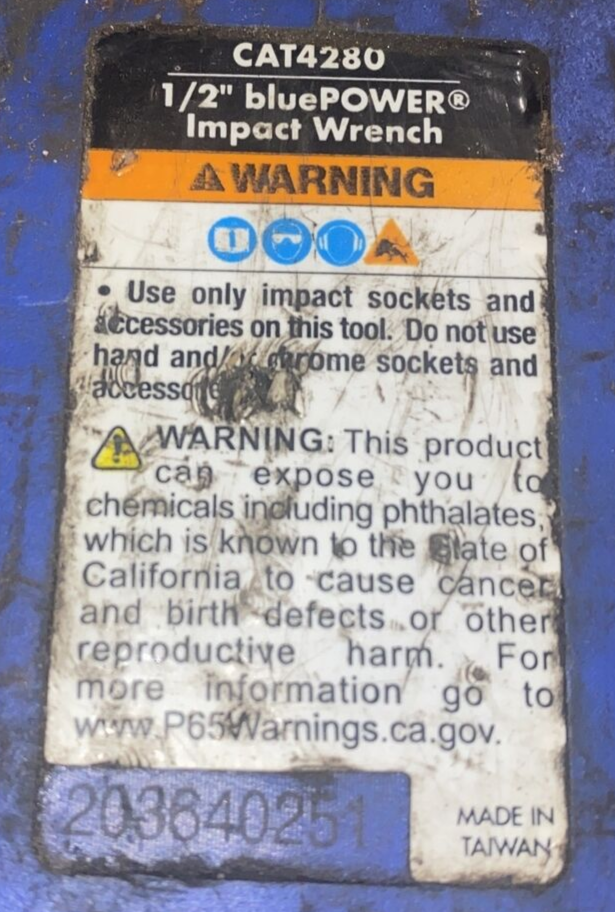 CAT4280
1/2" bluePOWER®
Impact Wrench
WARNING
• Use only impact sockets and
accessories on this tool. Do not use
hand and/or chrome sockets and
WARNING: This product
can expose you to
chemicals including phthalates,
which is known to the State of
California to cause cancer
and birth defects or other
reproductive harm. For
more information go to
www.P65Warnings.ca.gov.
203640251
MADE IN
TAIWAN